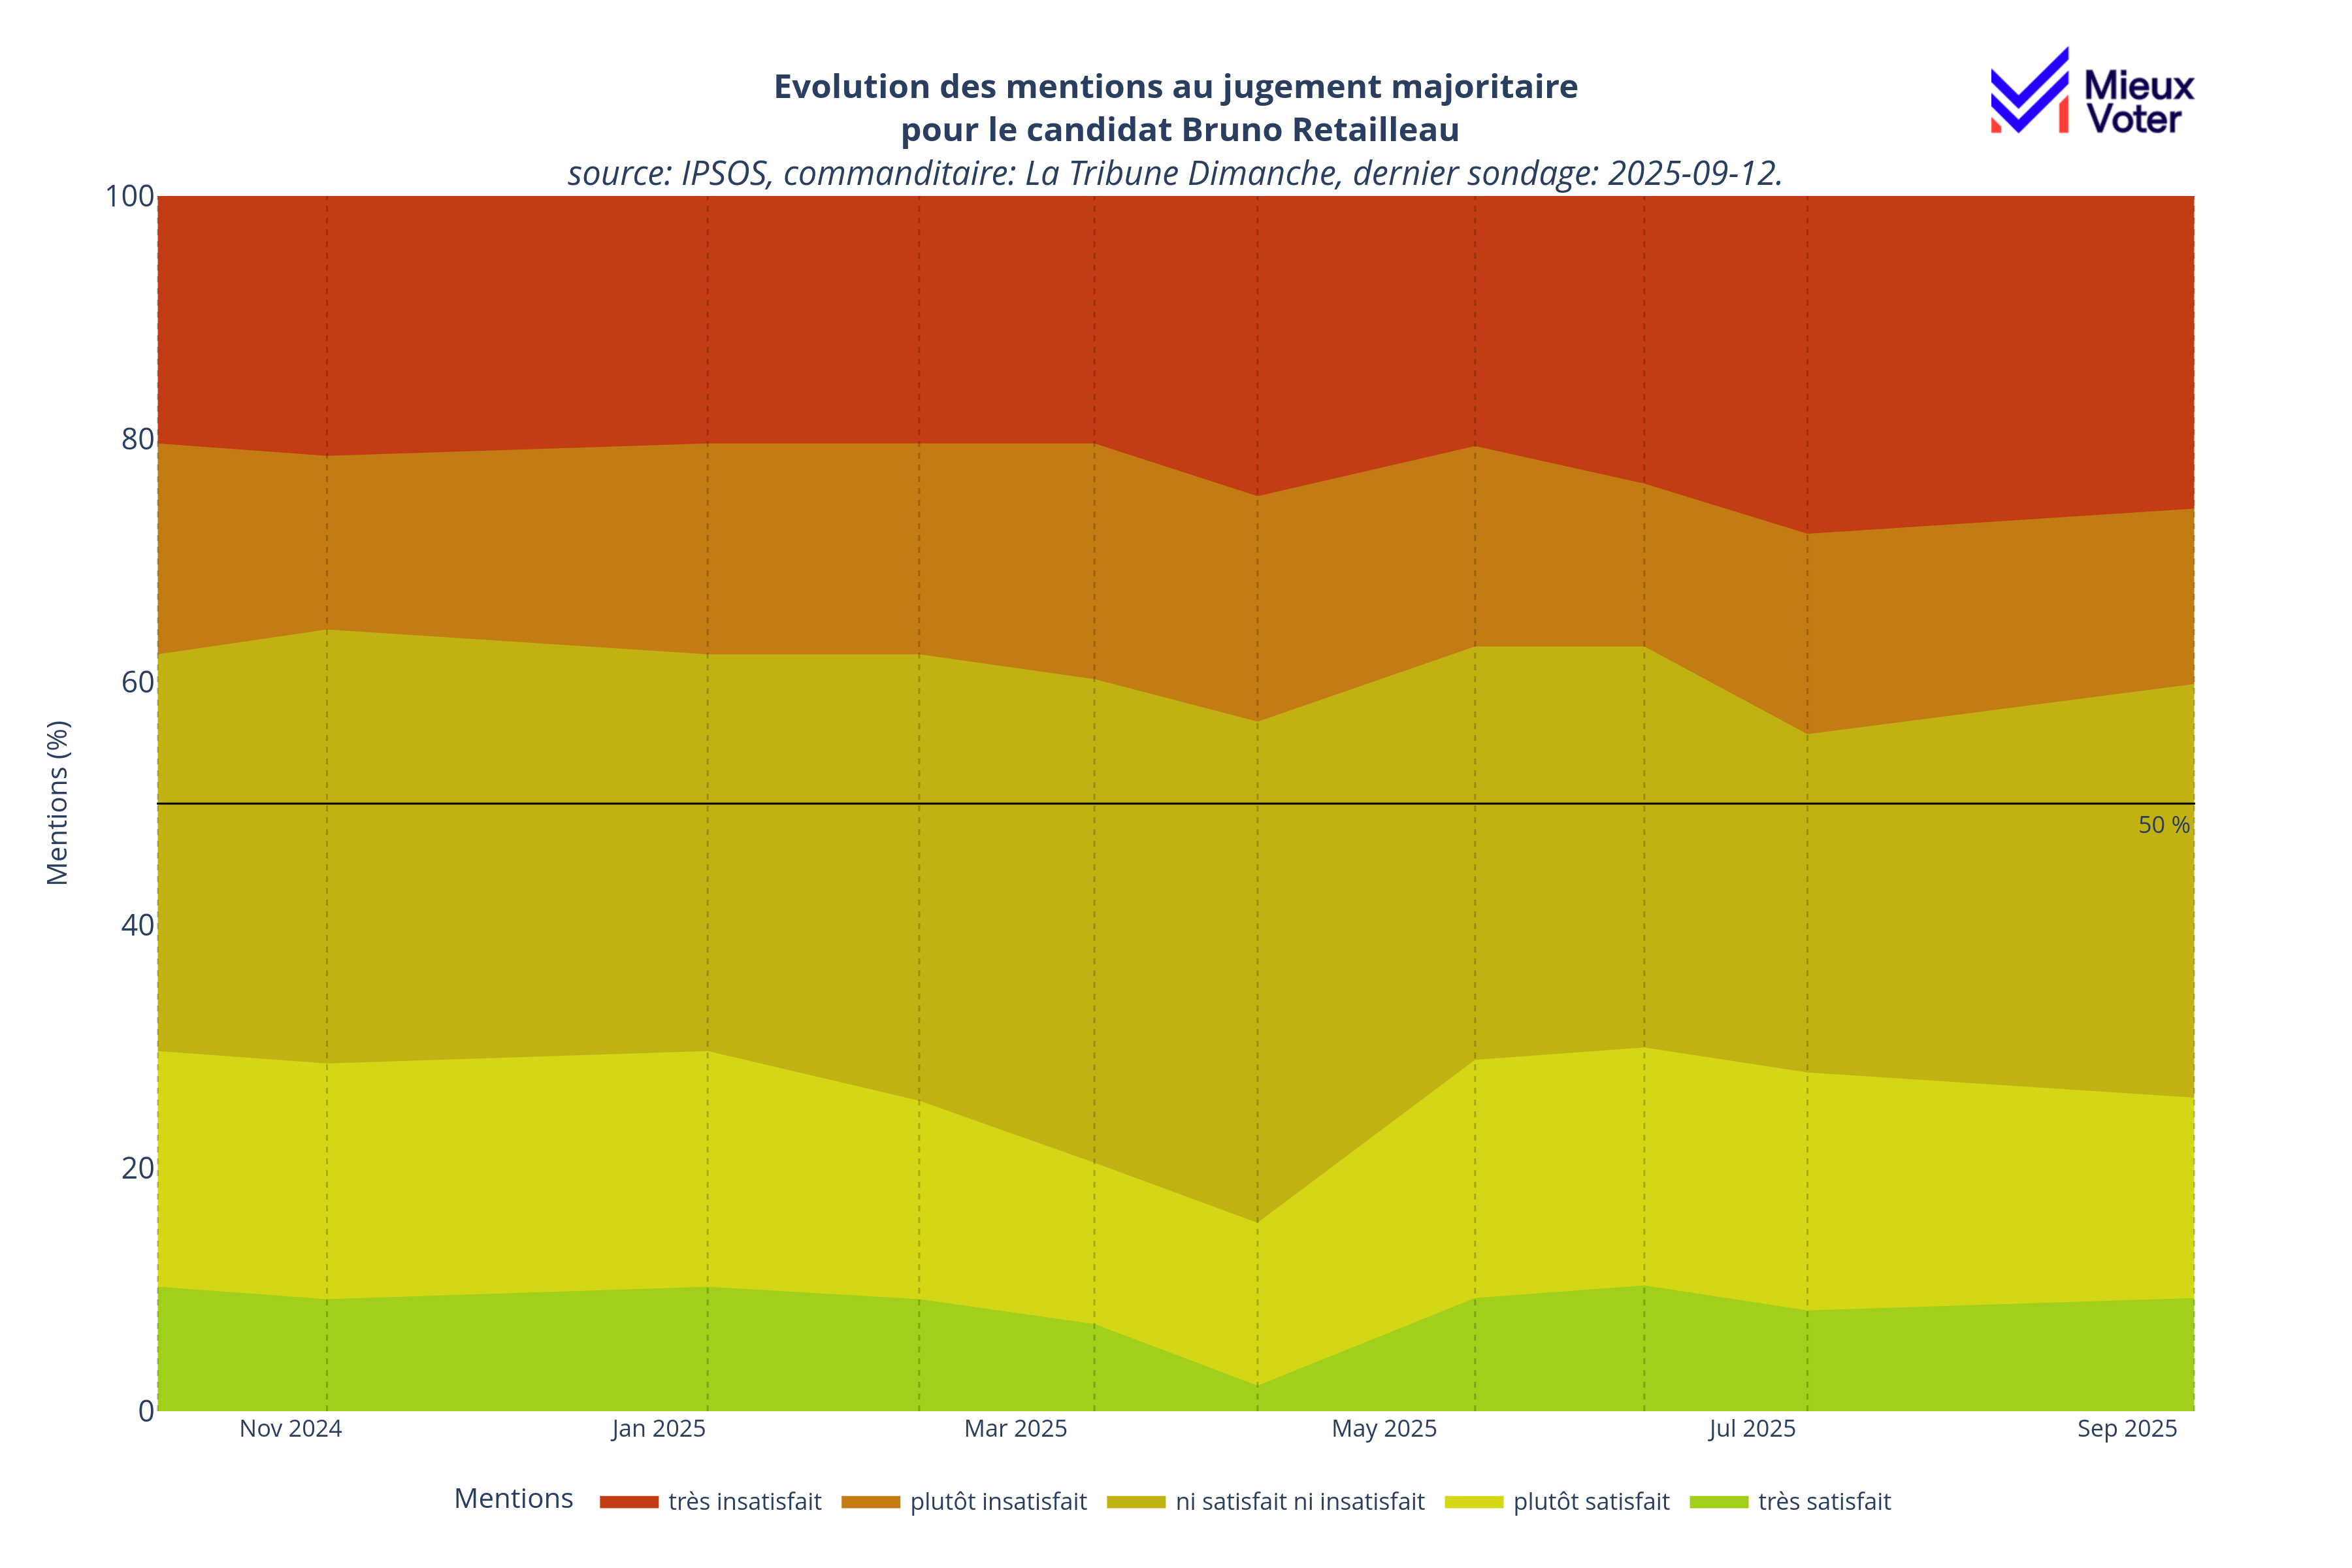 Evolution des mentions au jugement majoritaire
pour le candidat Bruno Retailleau
source: IPSOS, commanditaire: La Tribune Dimanche, dernier sondage: 2025-09-12.
Mieux
Voter
100
80
60
40
20
0
Mentions (%)
50 %
Nov 2024
Jan 2025
Mar 2025
May 2025
Jul 2025
Sep 2025
Mentions
très insatisfait
plutôt insatisfait
ni satisfait ni insatisfait
plutôt satisfait
très satisfait